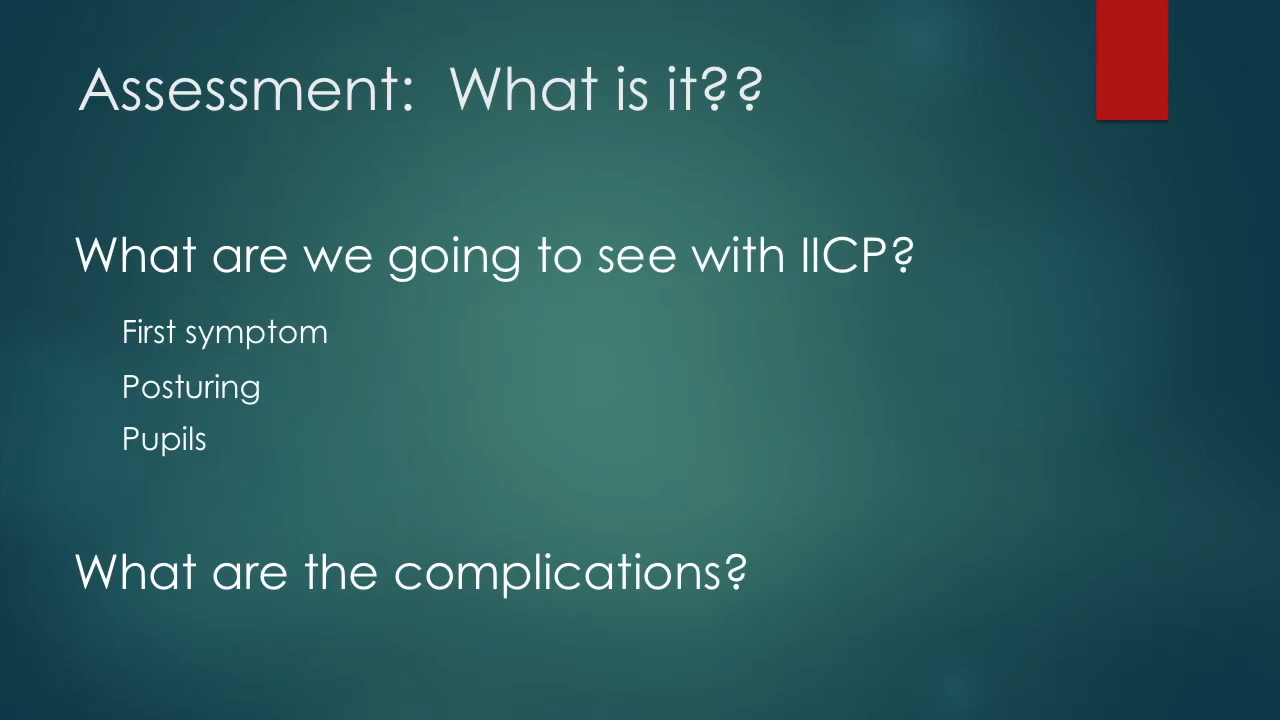 Assessment:  What is it??
What are we going to see with IICP?
First symptom
Posturing
Pupils
What are the complications?